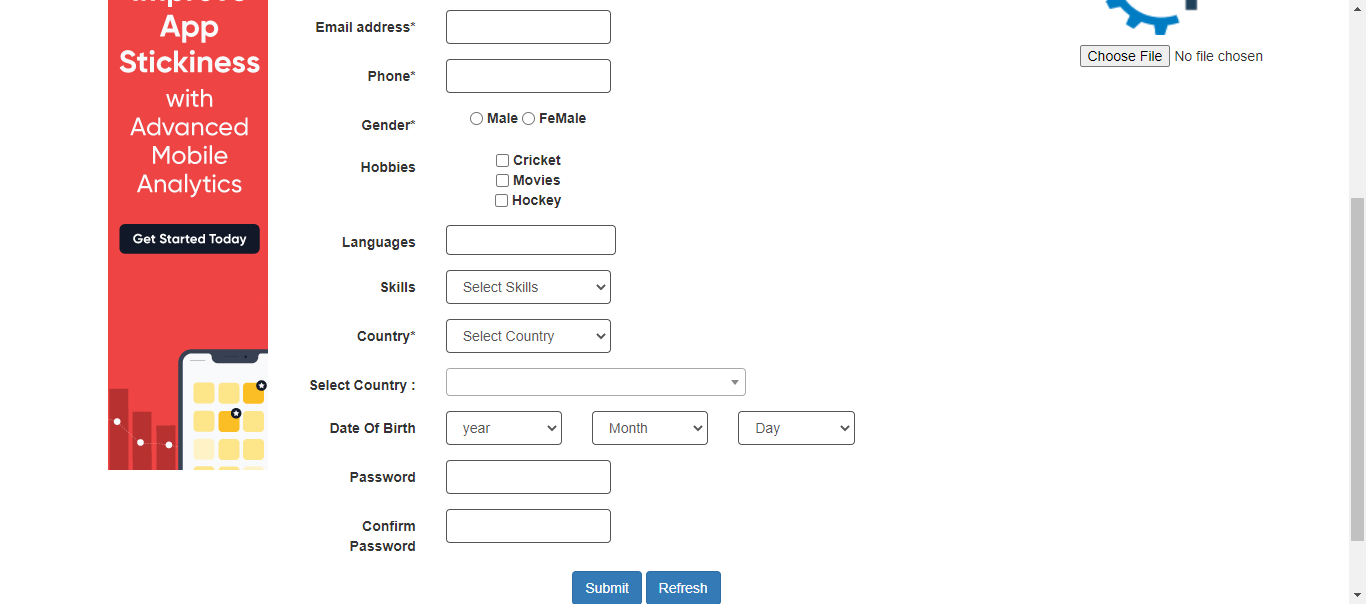 Improve
App
Stickiness
with
Advanced
Mobile
Analytics
Get Started Today
Email address*
Phone*
Gender*
Male FeMale
Hobbies
Cricket
Movies
Hockey
Languages
Skills
Select Skills
Country*
Select Country
Select Country :
Date Of Birth
year Month Day
Password
Confirm
Password
Submit Refresh
Choose File No file chosen